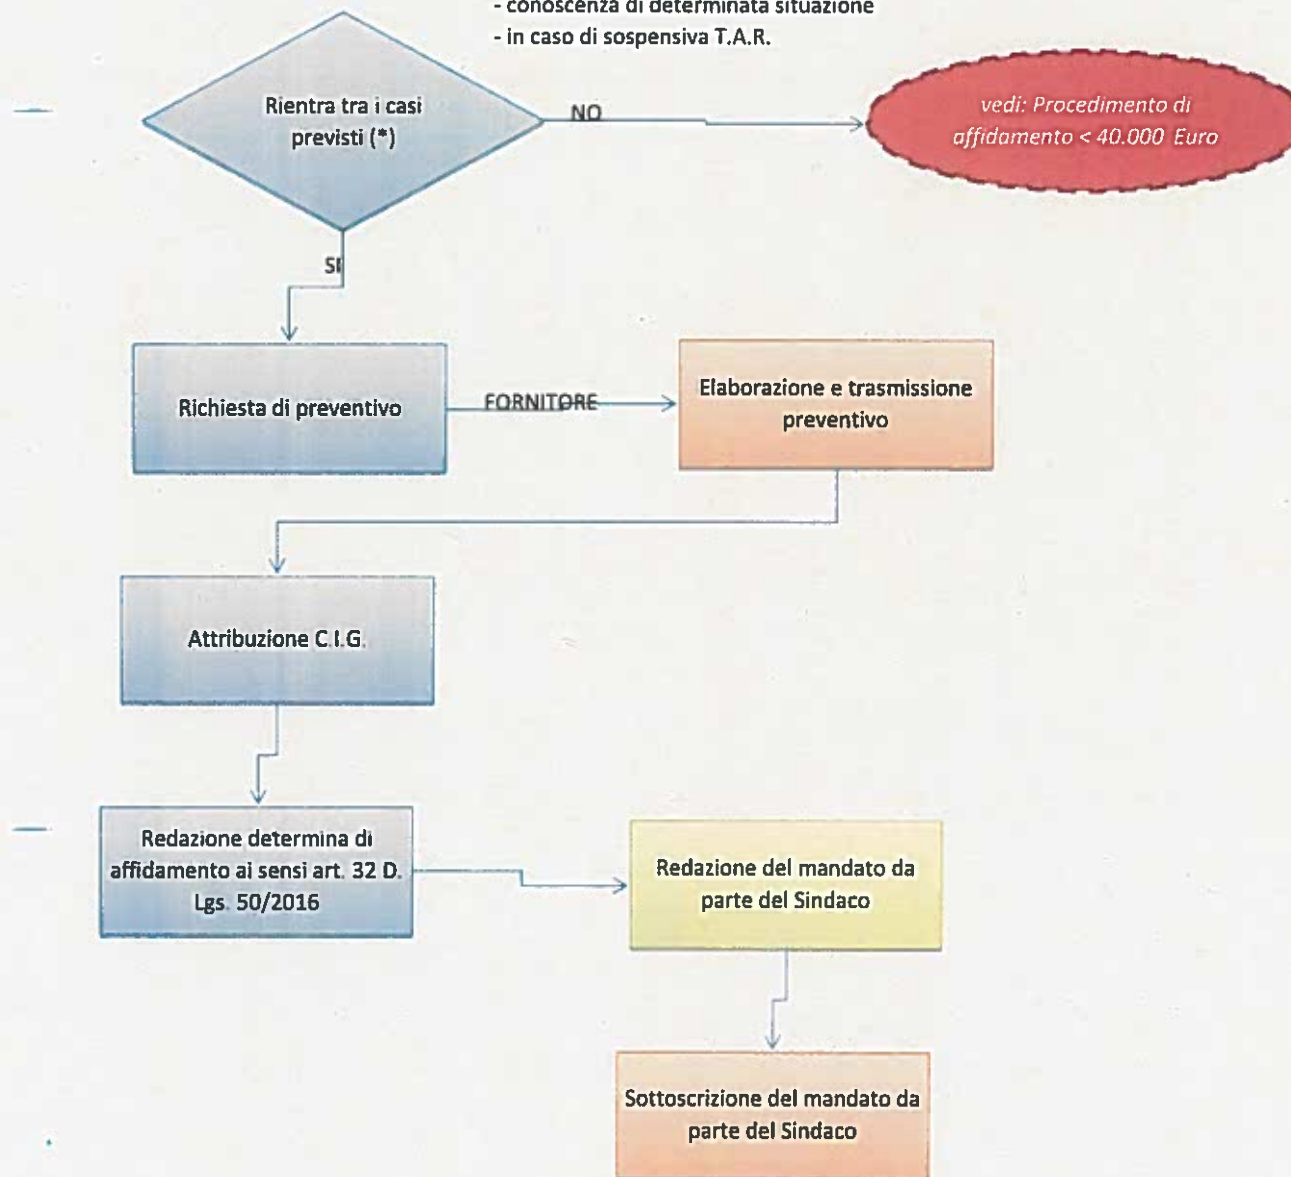 - conoscenza di determinata situazione
- in caso di sospensiva T.A.R.
Rientra tra i casi
previsti (*)
NO
vedi: Procedimento di
affidamento < 40.000 Euro
SI
Richiesta di preventivo
FORNITORE
Elaborazione e trasmissione
preventivo
Attribuzione C.I.G.
Redazione determina di
affidamento ai sensi art. 32 D.
Lgs. 50/2016
Redazione del mandato da
parte del Sindaco
Sottoscrizione del mandato da
parte del Sindaco